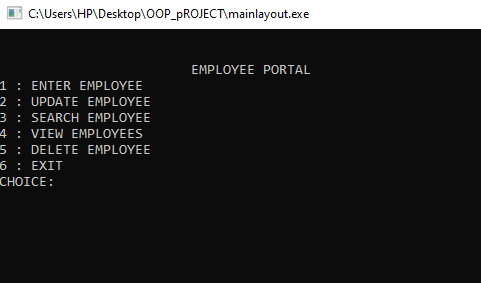 C:\Users\HP\Desktop\OOP_pROJECT\mainlayout.exe
EMPLOYEE PORTAL
1 : ENTER EMPLOYEE
2 : UPDATE EMPLOYEE
3 : SEARCH EMPLOYEE
4 : VIEW EMPLOYEES
5 : DELETE EMPLOYEE
6 : EXIT
CHOICE: